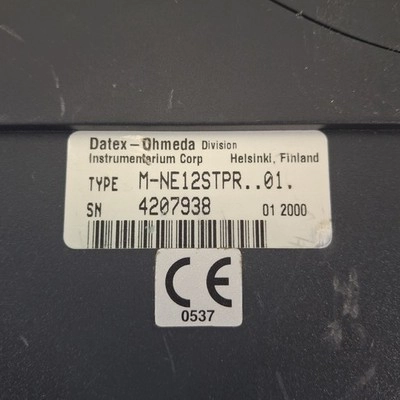 Datex-Ohmeda Division
Instrumentarium Corp Helsinki, Finland
TYPE M-NE12STPR..01.
SN 4207938 01 2000
CE
0537